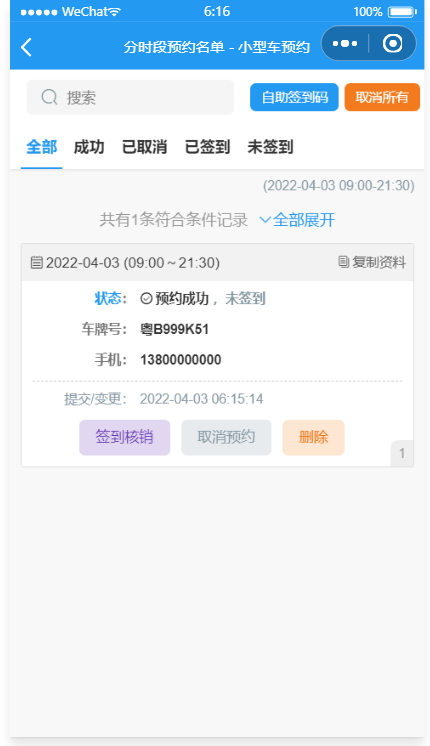 WeChat 6:16 100%
分时段预约名单 - 小型车预约
搜索 自助签到码 取消所有
全部 成功 已取消 已签到 未签到
(2022-04-03 09:00-21:30)
共有1条符合条件记录 全部展开
2022-04-03 (09:00～21:30) 复制资料
状态： 预约成功，未签到
车牌号： 粤B999K51
手机： 13800000000
提交/变更： 2022-04-03 06:15:14
签到核销 取消预约 删除
1